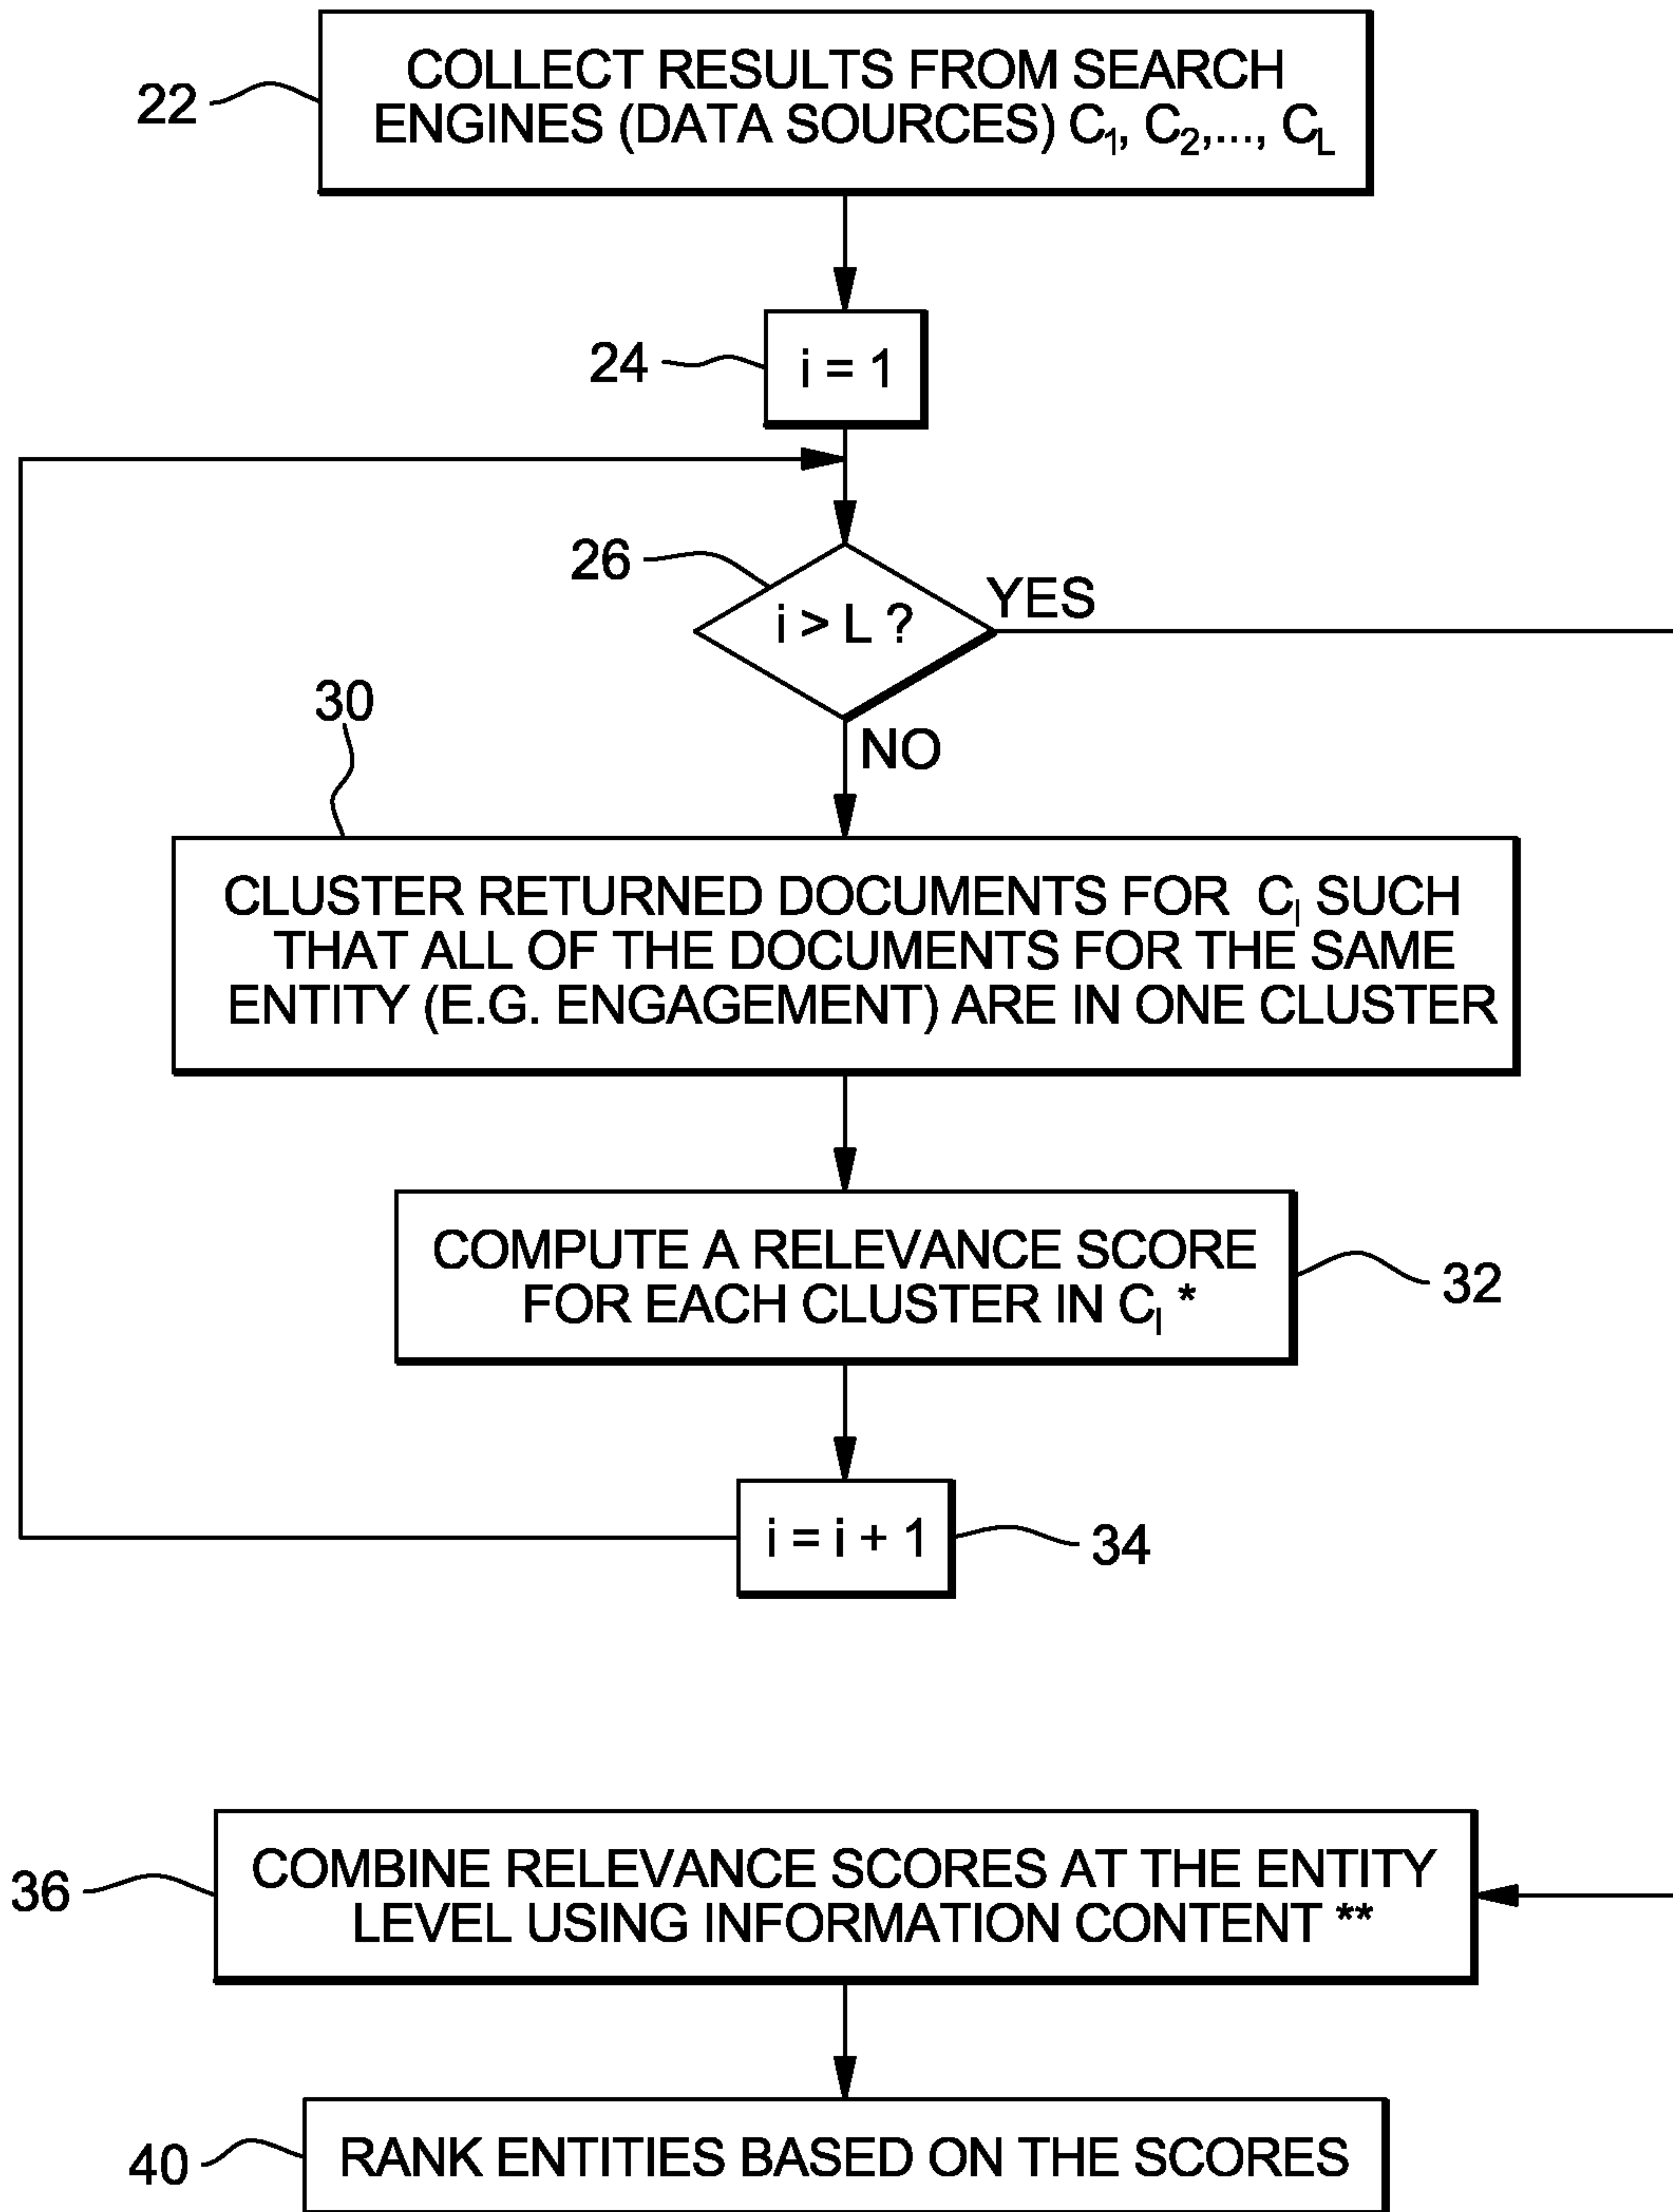 22
COLLECT RESULTS FROM SEARCH
ENGINES (DATA SOURCES) C₁, C₂,..., C_L
24
i = 1
26
i > L ?
YES
NO
30
CLUSTER RETURNED DOCUMENTS FOR C_I SUCH
THAT ALL OF THE DOCUMENTS FOR THE SAME
ENTITY (E.G. ENGAGEMENT) ARE IN ONE CLUSTER
COMPUTE A RELEVANCE SCORE
FOR EACH CLUSTER IN C_I *
32
i = i + 1
34
36
COMBINE RELEVANCE SCORES AT THE ENTITY
LEVEL USING INFORMATION CONTENT **
40
RANK ENTITIES BASED ON THE SCORES